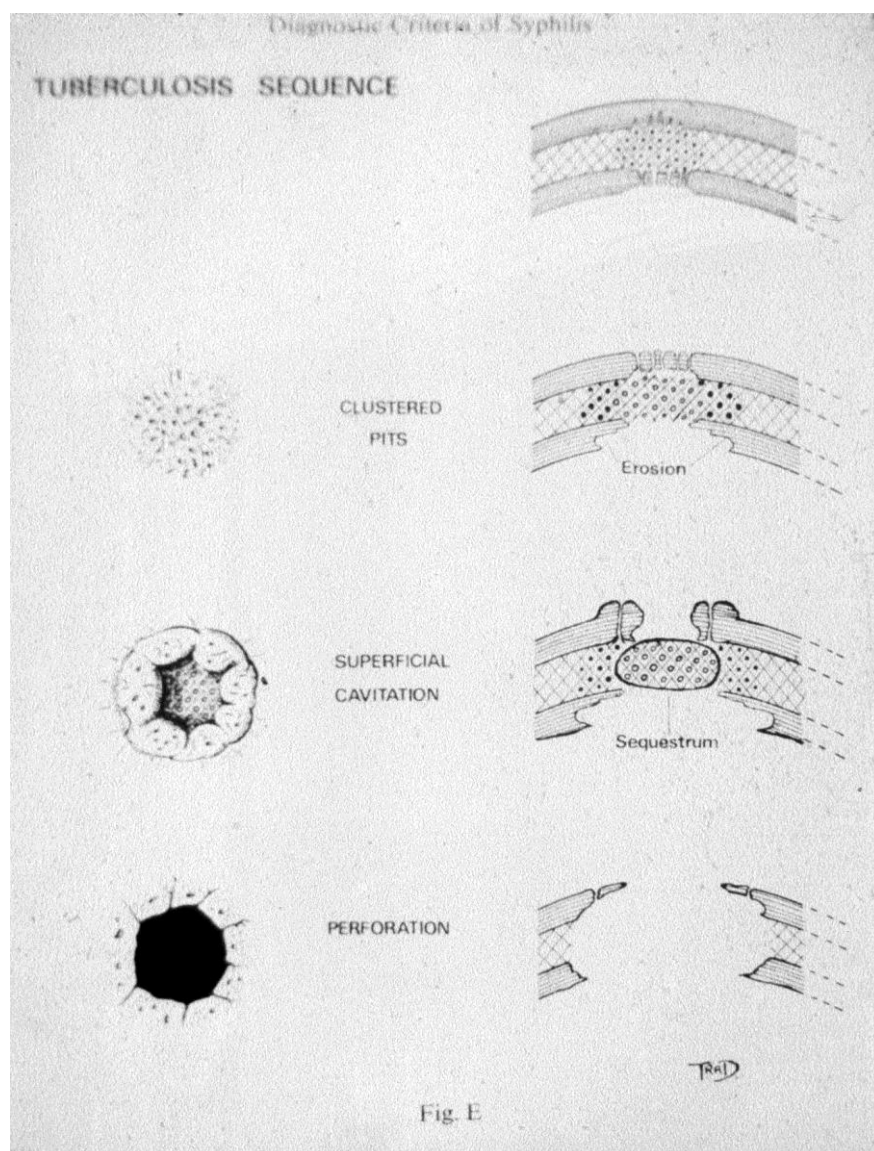 Diagnostic Criteria of Syphilis
TUBERCULOSIS SEQUENCE
CLUSTERED
PITS
Erosion
SUPERFICIAL
CAVITATION
Sequestrum
PERFORATION
Fig. E